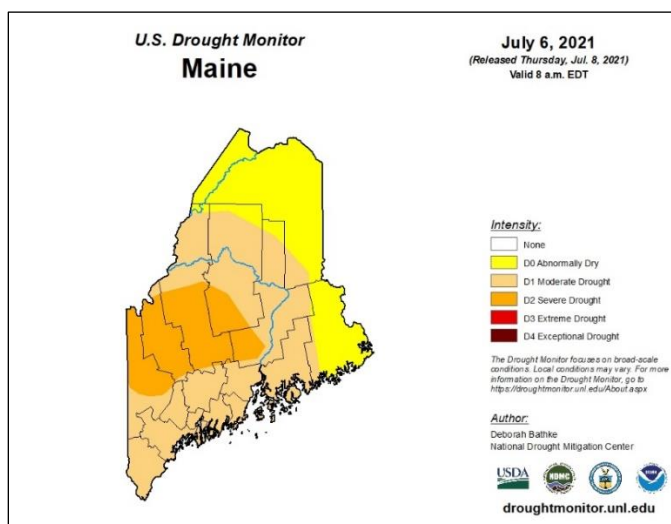 U.S. Drought Monitor
Maine
July 6, 2021
(Released Thursday, Jul. 8, 2021)
Valid 8 a.m. EDT
Intensity:
None
D0 Abnormally Dry
D1 Moderate Drought
D2 Severe Drought
D3 Extreme Drought
D4 Exceptional Drought
The Drought Monitor focuses on broad-scale
conditions. Local conditions may vary. For more
information on the Drought Monitor, go to
https://droughtmonitor.unl.edu/About.aspx
Author:
Deborah Bathke
National Drought Mitigation Center
USDA
NDMC
droughtmonitor.unl.edu